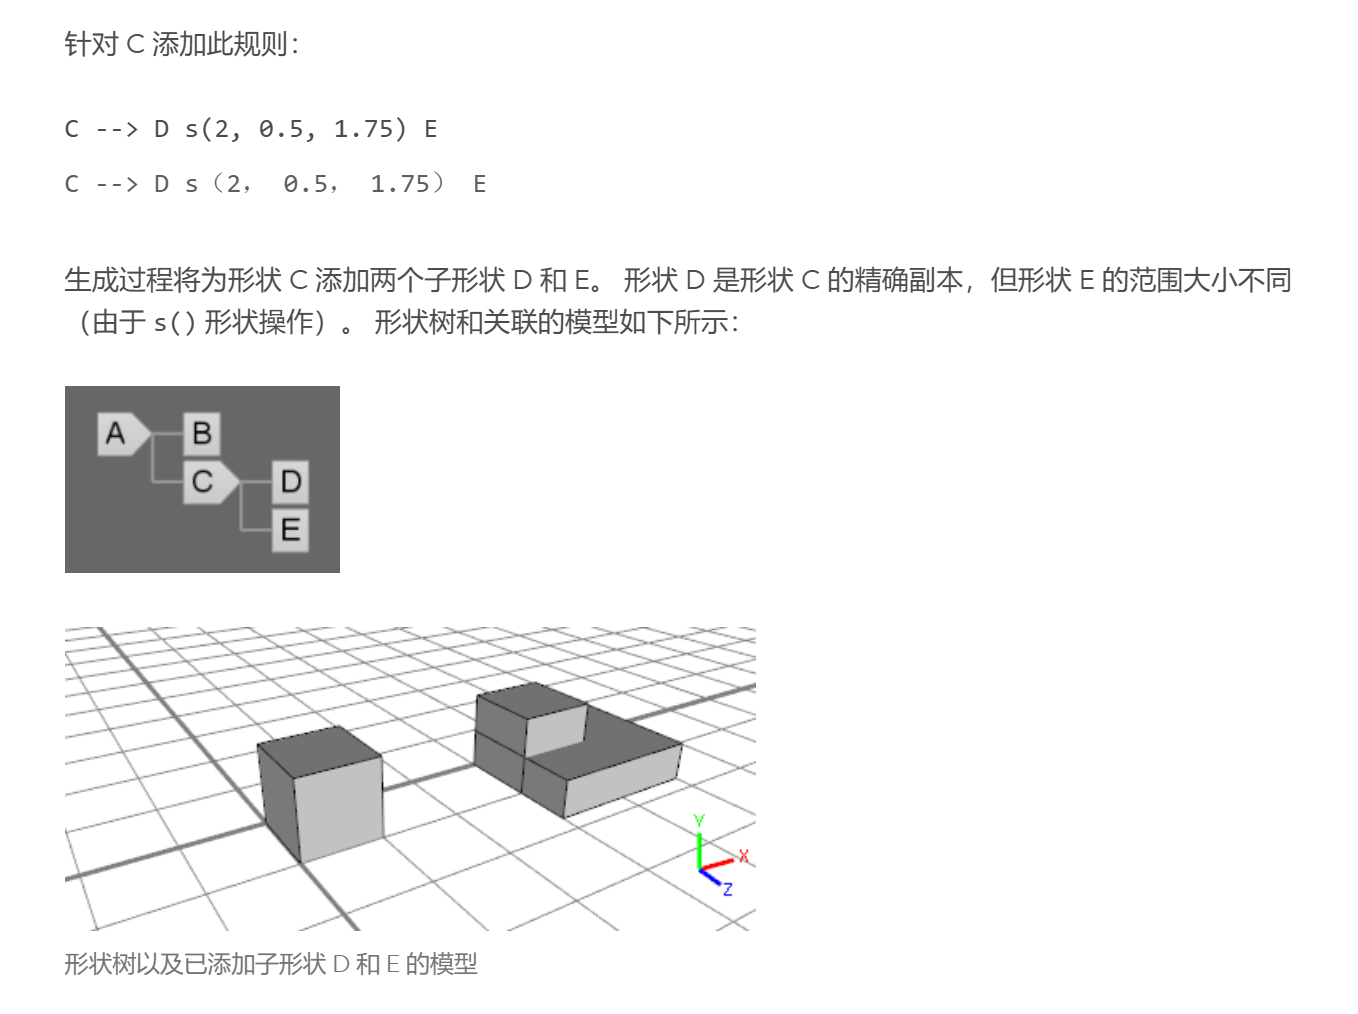 针对 C 添加此规则：
C --> D s(2, 0.5, 1.75) E
C --> D s（2， 0.5， 1.75） E
生成过程将为形状 C 添加两个子形状 D 和 E。 形状 D 是形状 C 的精确副本，但形状 E 的范围大小不同
（由于 s() 形状操作）。 形状树和关联的模型如下所示：
A B
C D
E
Y
X
Z
形状树以及已添加子形状 D 和 E 的模型